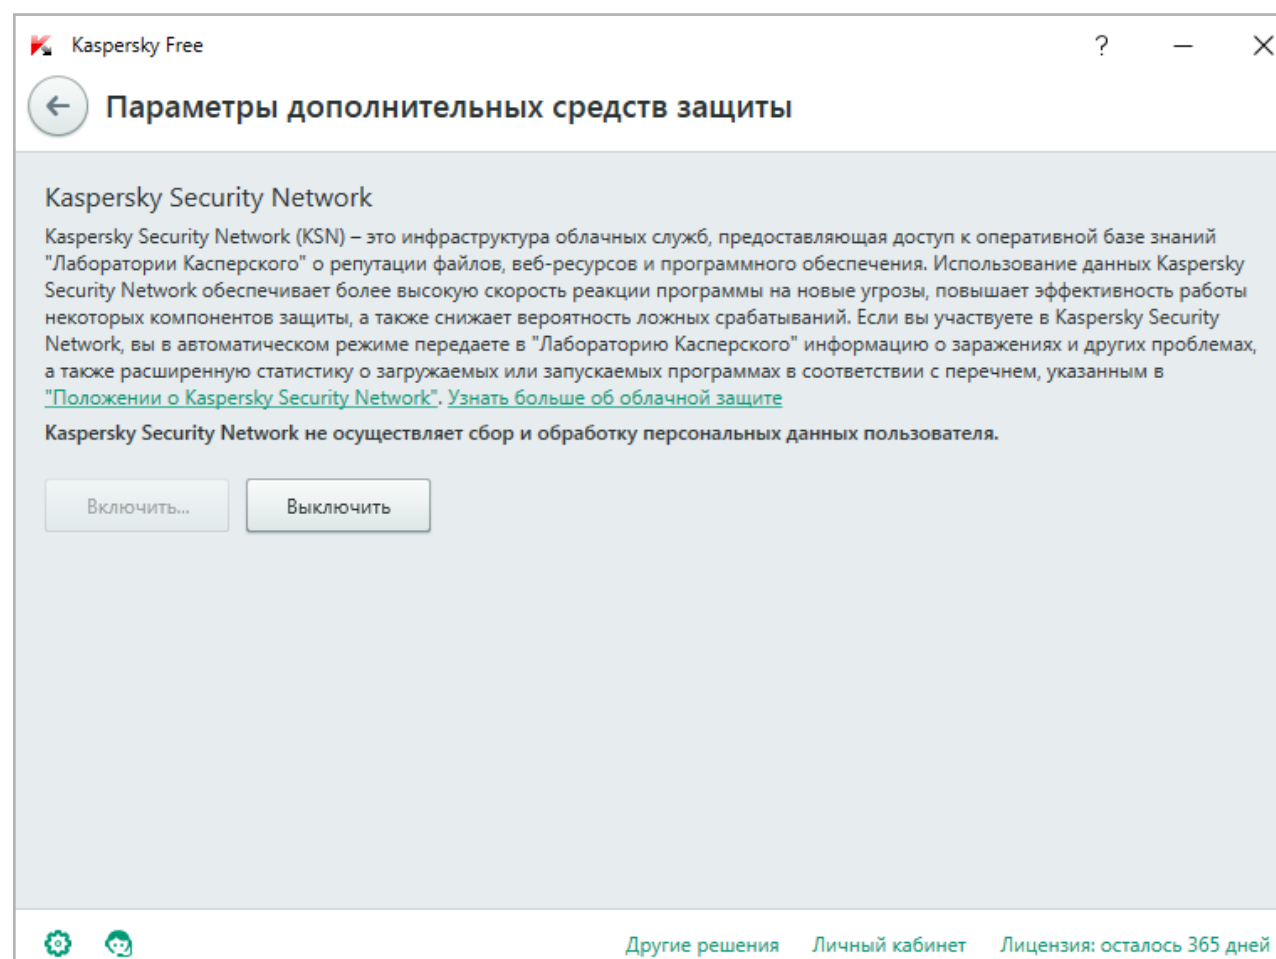 Kaspersky Free
?
Параметры дополнительных средств защиты
Kaspersky Security Network
Kaspersky Security Network (KSN) – это инфраструктура облачных служб, предоставляющая доступ к оперативной базе знаний
"Лаборатории Касперского" о репутации файлов, веб-ресурсов и программного обеспечения. Использование данных Kaspersky
Security Network обеспечивает более высокую скорость реакции программы на новые угрозы, повышает эффективность работы
некоторых компонентов защиты, а также снижает вероятность ложных срабатываний. Если вы участвуете в Kaspersky Security
Network, вы в автоматическом режиме передаете в "Лабораторию Касперского" информацию о заражениях и других проблемах,
а также расширенную статистику о загружаемых или запускаемых программах в соответствии с перечнем, указанным в
"Положении о Kaspersky Security Network". Узнать больше об облачной защите
Kaspersky Security Network не осуществляет сбор и обработку персональных данных пользователя.
Включить... Выключить
Другие решения Личный кабинет Лицензия: осталось 365 дней